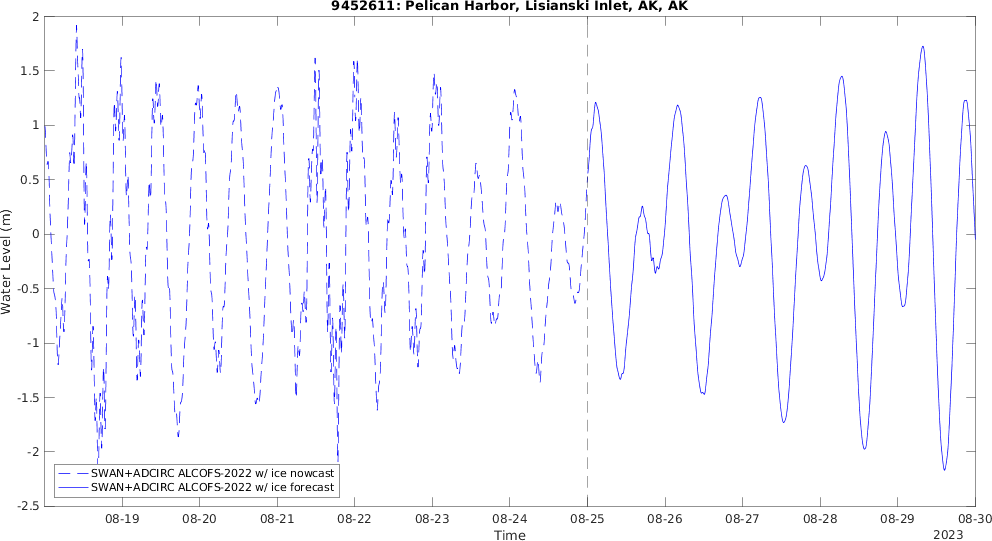 9452611: Pelican Harbor, Lisianski Inlet, AK, AK
2
1.5
1
0.5
0
-0.5
-1
-1.5
-2
-2.5
Water Level (m)
SWAN+ADCIRC ALCOFS-2022 w/ ice nowcast
SWAN+ADCIRC ALCOFS-2022 w/ ice forecast
08-19 08-20 08-21 08-22 08-23 08-24 08-25 08-26 08-27 08-28 08-29 08-30
Time
2023